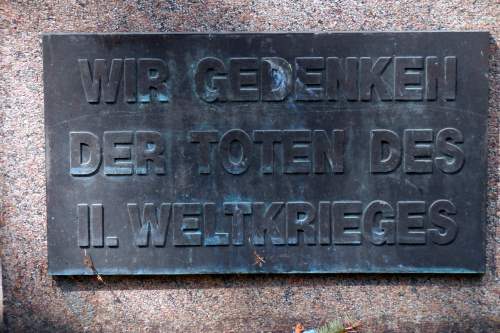 WIR GEDENKEN
DER TOTEN DES
II. WELTKRIEGES